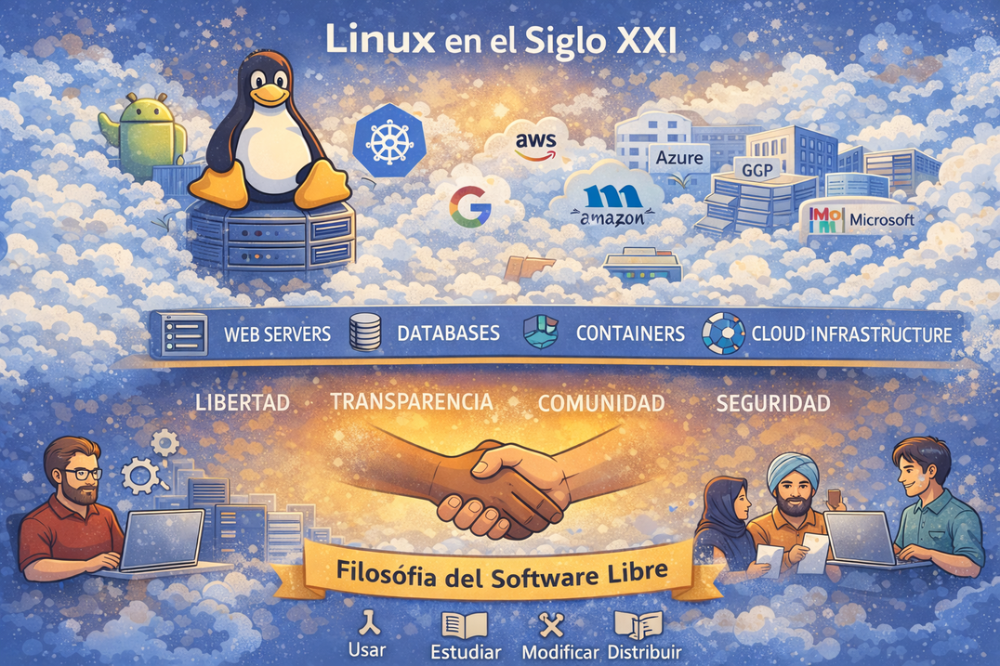 Linux en el Siglo XXI
aws
Azure
GGP
m
amazon
Microsoft
WEB SERVERS DATABASES CONTAINERS CLOUD INFRASTRUCTURE
LIBERTAD TRANSPARENCIA COMUNIDAD SEGURIDAD
Filosófia del Software Libre
Usar Estudiar Modificar Distribuir